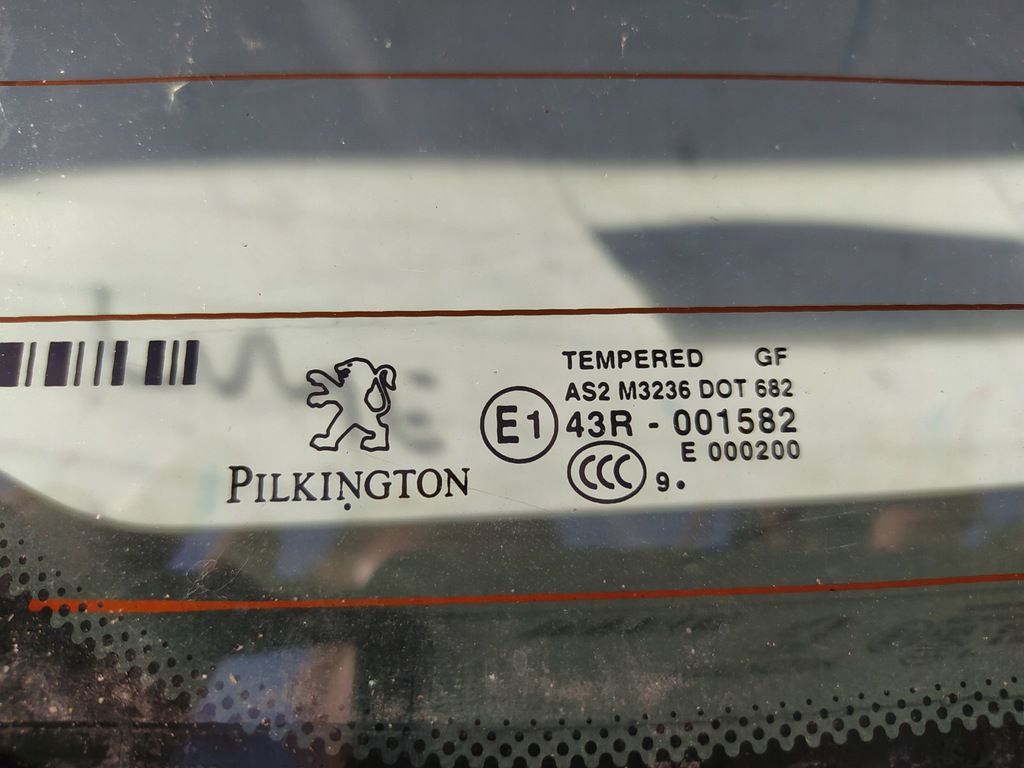 TEMPERED GF
AS2 M3236 DOT 682
E1 43R - 001582
E 000200
CCC 9.
PILKINGTON